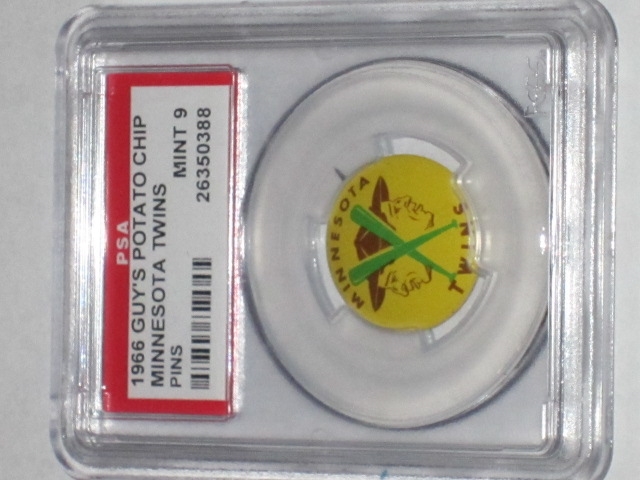 PSA
1966 GUY'S POTATO CHIP
MINNESOTA TWINS
PINS
MINT 9
26350388
MINNESOTA
TWINS